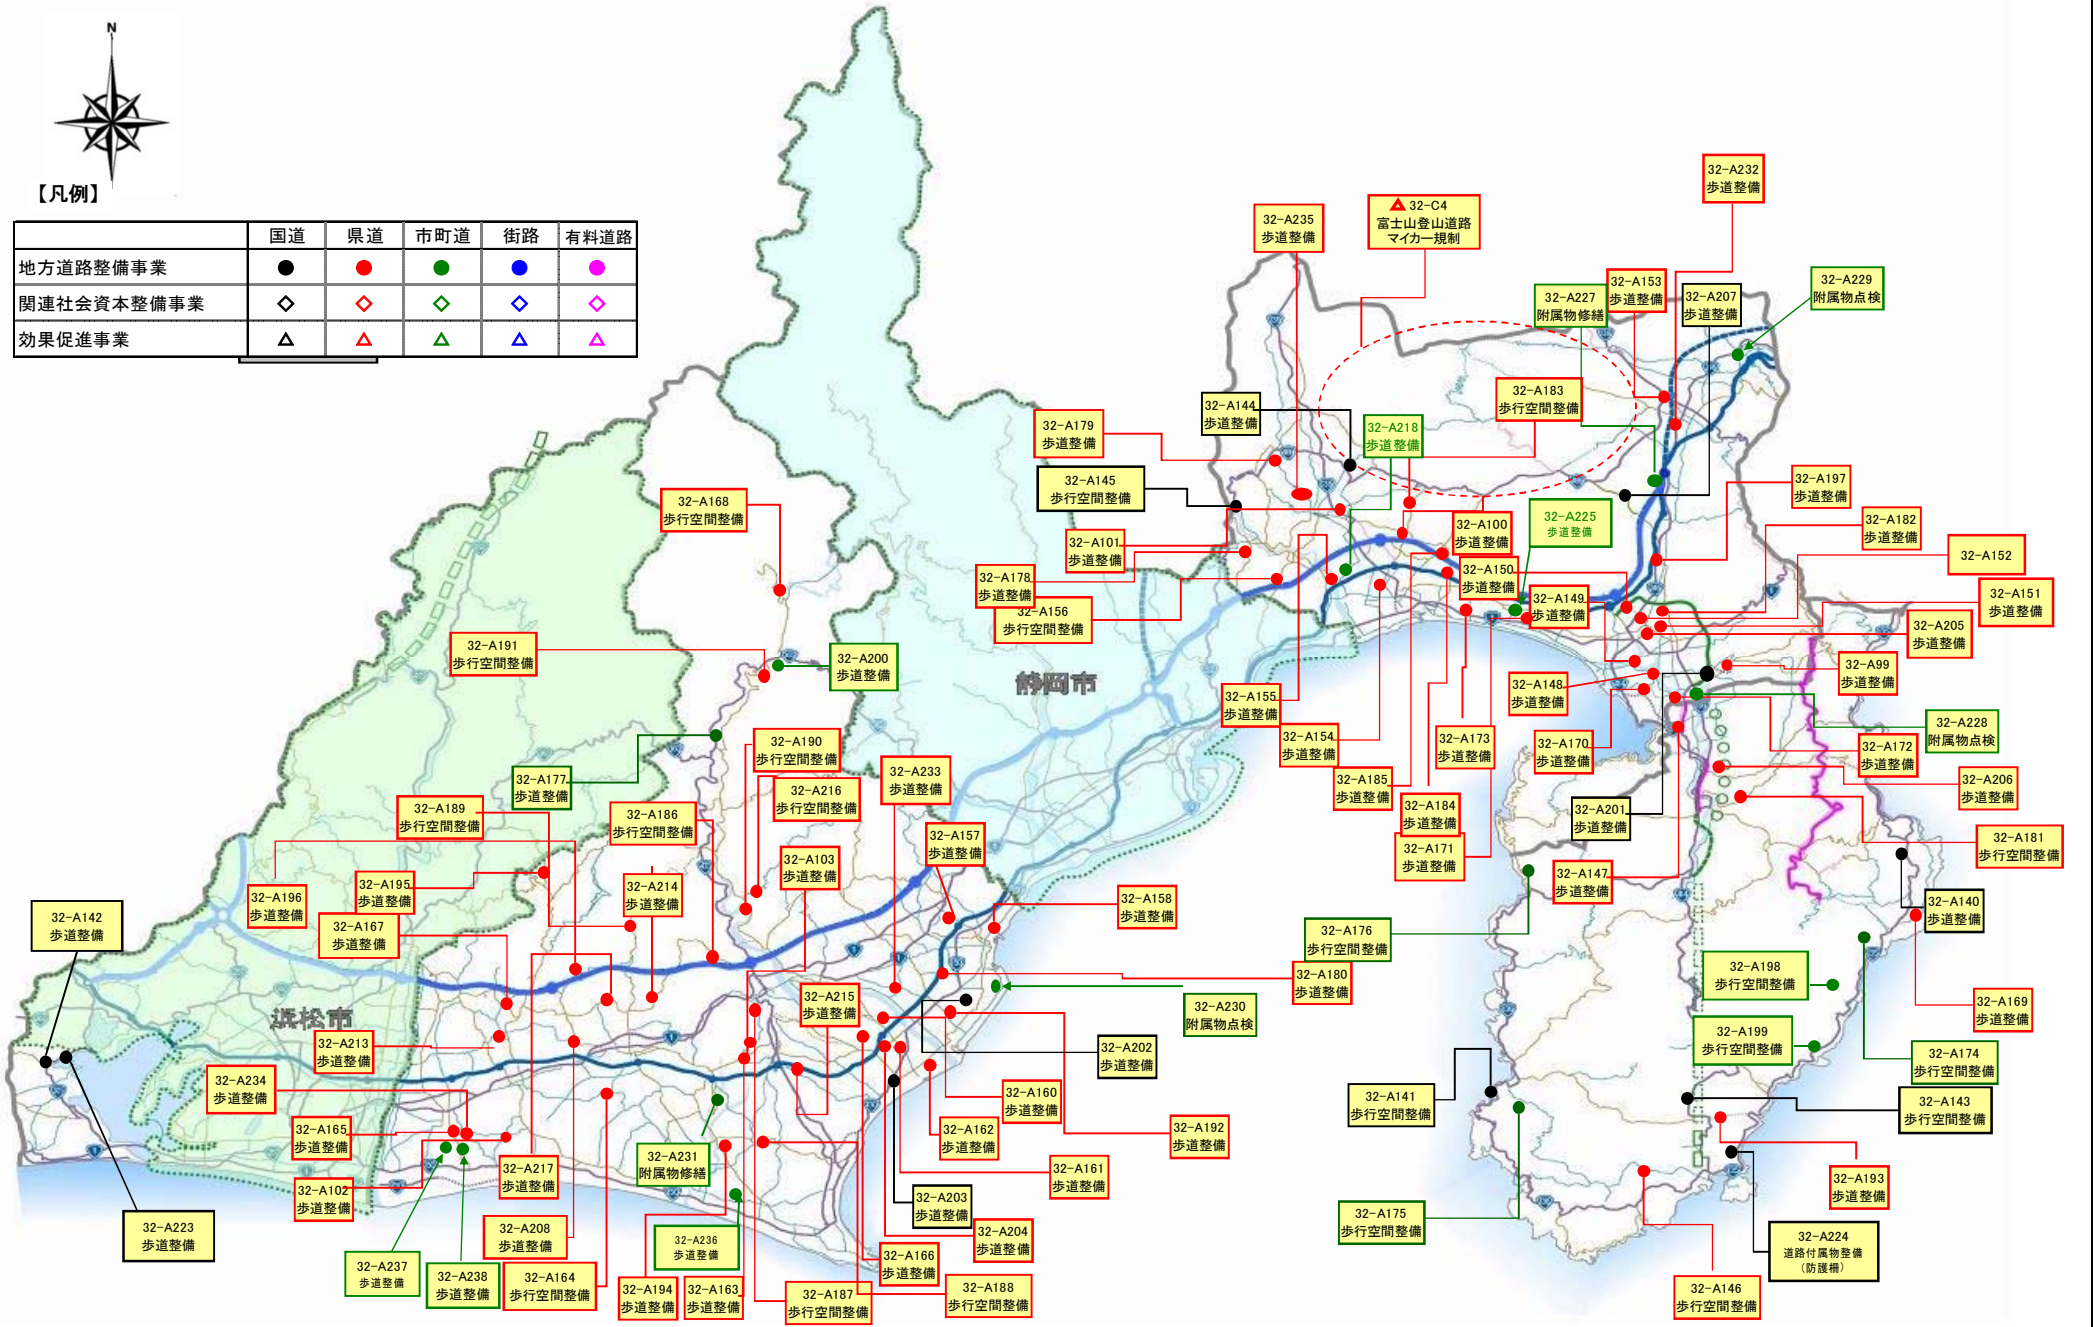 N
【凡例】
国道 県道 市町道 街路 有料道路
地方道路整備事業
関連社会資本整備事業
効果促進事業
32-A232
歩道整備
32-C4
富士山登山道路
マイカー規制
32-A235
歩道整備
32-A153
歩道整備
32-A227
附属物修繕
32-A207
歩道整備
32-A229
附属物点検
32-A144
歩道整備
32-A183
歩行空間整備
32-A179
歩道整備
32-A218
歩道整備
32-A145
歩行空間整備
32-A197
歩道整備
32-A168
歩行空間整備
32-A100
歩道整備
32-A225
歩道整備
32-A182
歩道整備
32-A101
歩道整備
32-A152
32-A178
歩道整備
32-A150
歩道整備
32-A149
歩道整備
32-A151
歩道整備
32-A156
歩行空間整備
32-A205
歩道整備
32-A191
歩行空間整備
32-A200
歩道整備
静岡市
32-A99
歩道整備
32-A155
歩道整備
32-A148
歩道整備
32-A228
附属物点検
32-A154
歩道整備
32-A173
歩道整備
32-A170
歩道整備
32-A172
歩道整備
32-A190
歩行空間整備
32-A177
歩道整備
32-A216
歩行空間整備
32-A233
歩道整備
32-A185
歩道整備
32-A206
歩道整備
32-A184
歩道整備
32-A201
歩道整備
32-A189
歩行空間整備
32-A186
歩行空間整備
32-A157
歩道整備
32-A171
歩道整備
32-A181
歩行空間整備
32-A103
歩道整備
32-A147
歩道整備
32-A196
歩道整備
32-A195
歩道整備
32-A214
歩道整備
32-A158
歩道整備
32-A140
歩道整備
32-A142
歩道整備
32-A167
歩道整備
32-A176
歩行空間整備
32-A198
歩行空間整備
32-A180
歩道整備
32-A215
歩道整備
32-A230
附属物点検
32-A169
歩道整備
浜松市
32-A213
歩道整備
32-A202
歩道整備
32-A199
歩行空間整備
32-A174
歩行空間整備
32-A234
歩道整備
32-A160
歩道整備
32-A141
歩行空間整備
32-A143
歩行空間整備
32-A165
歩道整備
32-A162
歩道整備
32-A192
歩道整備
32-A231
附属物修繕
32-A217
歩道整備
32-A161
歩道整備
32-A102
歩道整備
32-A203
歩道整備
32-A193
歩道整備
32-A223
歩道整備
32-A208
歩道整備
32-A236
歩道整備
32-A204
歩道整備
32-A175
歩行空間整備
32-A224
道路付属物整備
(防護柵)
32-A237
歩道整備
32-A238
歩道整備
32-A164
歩行空間整備
32-A194
歩道整備
32-A163
歩道整備
32-A166
歩道整備
32-A187
歩行空間整備
32-A188
歩行空間整備
32-A146
歩行空間整備